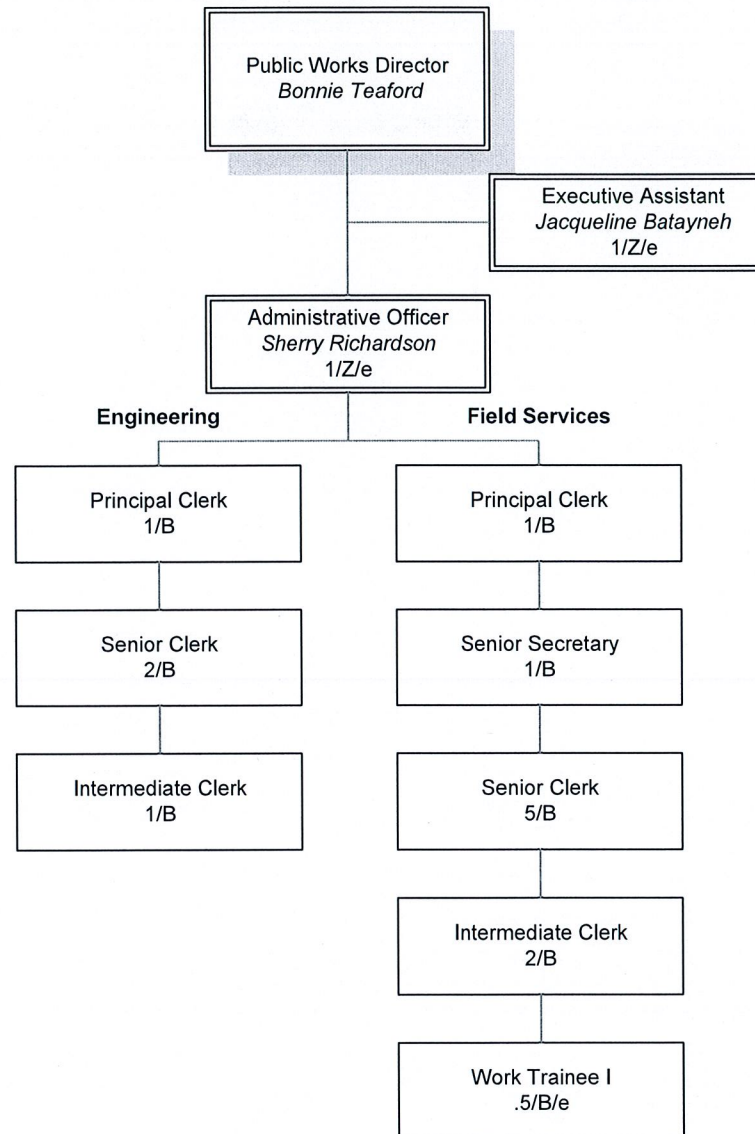 Public Works Director
Bonnie Teaford
Executive Assistant
Jacqueline Batayneh
1/Z/e
Administrative Officer
Sherry Richardson
1/Z/e
Engineering
Field Services
Principal Clerk
1/B
Principal Clerk
1/B
Senior Clerk
2/B
Senior Secretary
1/B
Intermediate Clerk
1/B
Senior Clerk
5/B
Intermediate Clerk
2/B
Work Trainee I
.5/B/e